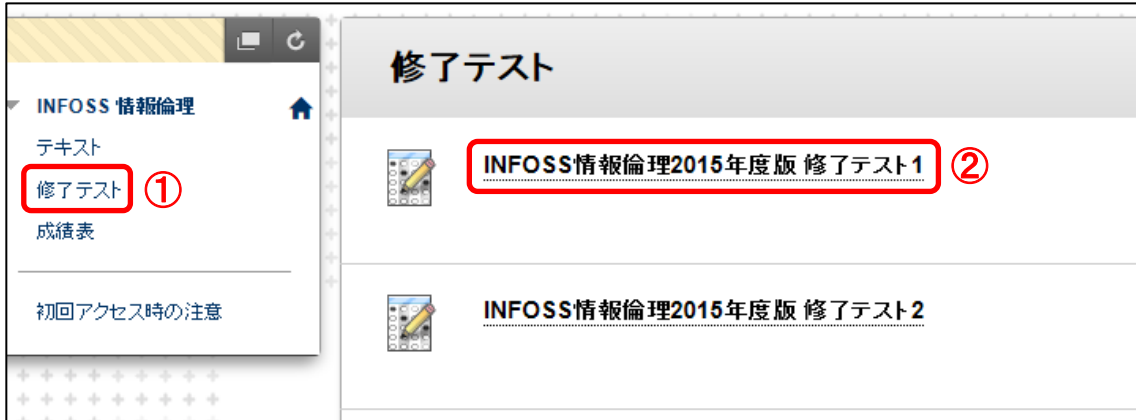 INFOSS 情報倫理
テキスト
修了テスト ①
成績表
初回アクセス時の注意
修了テスト
INFOSS情報倫理2015年度版 修了テスト1 ②
INFOSS情報倫理2015年度版 修了テスト2